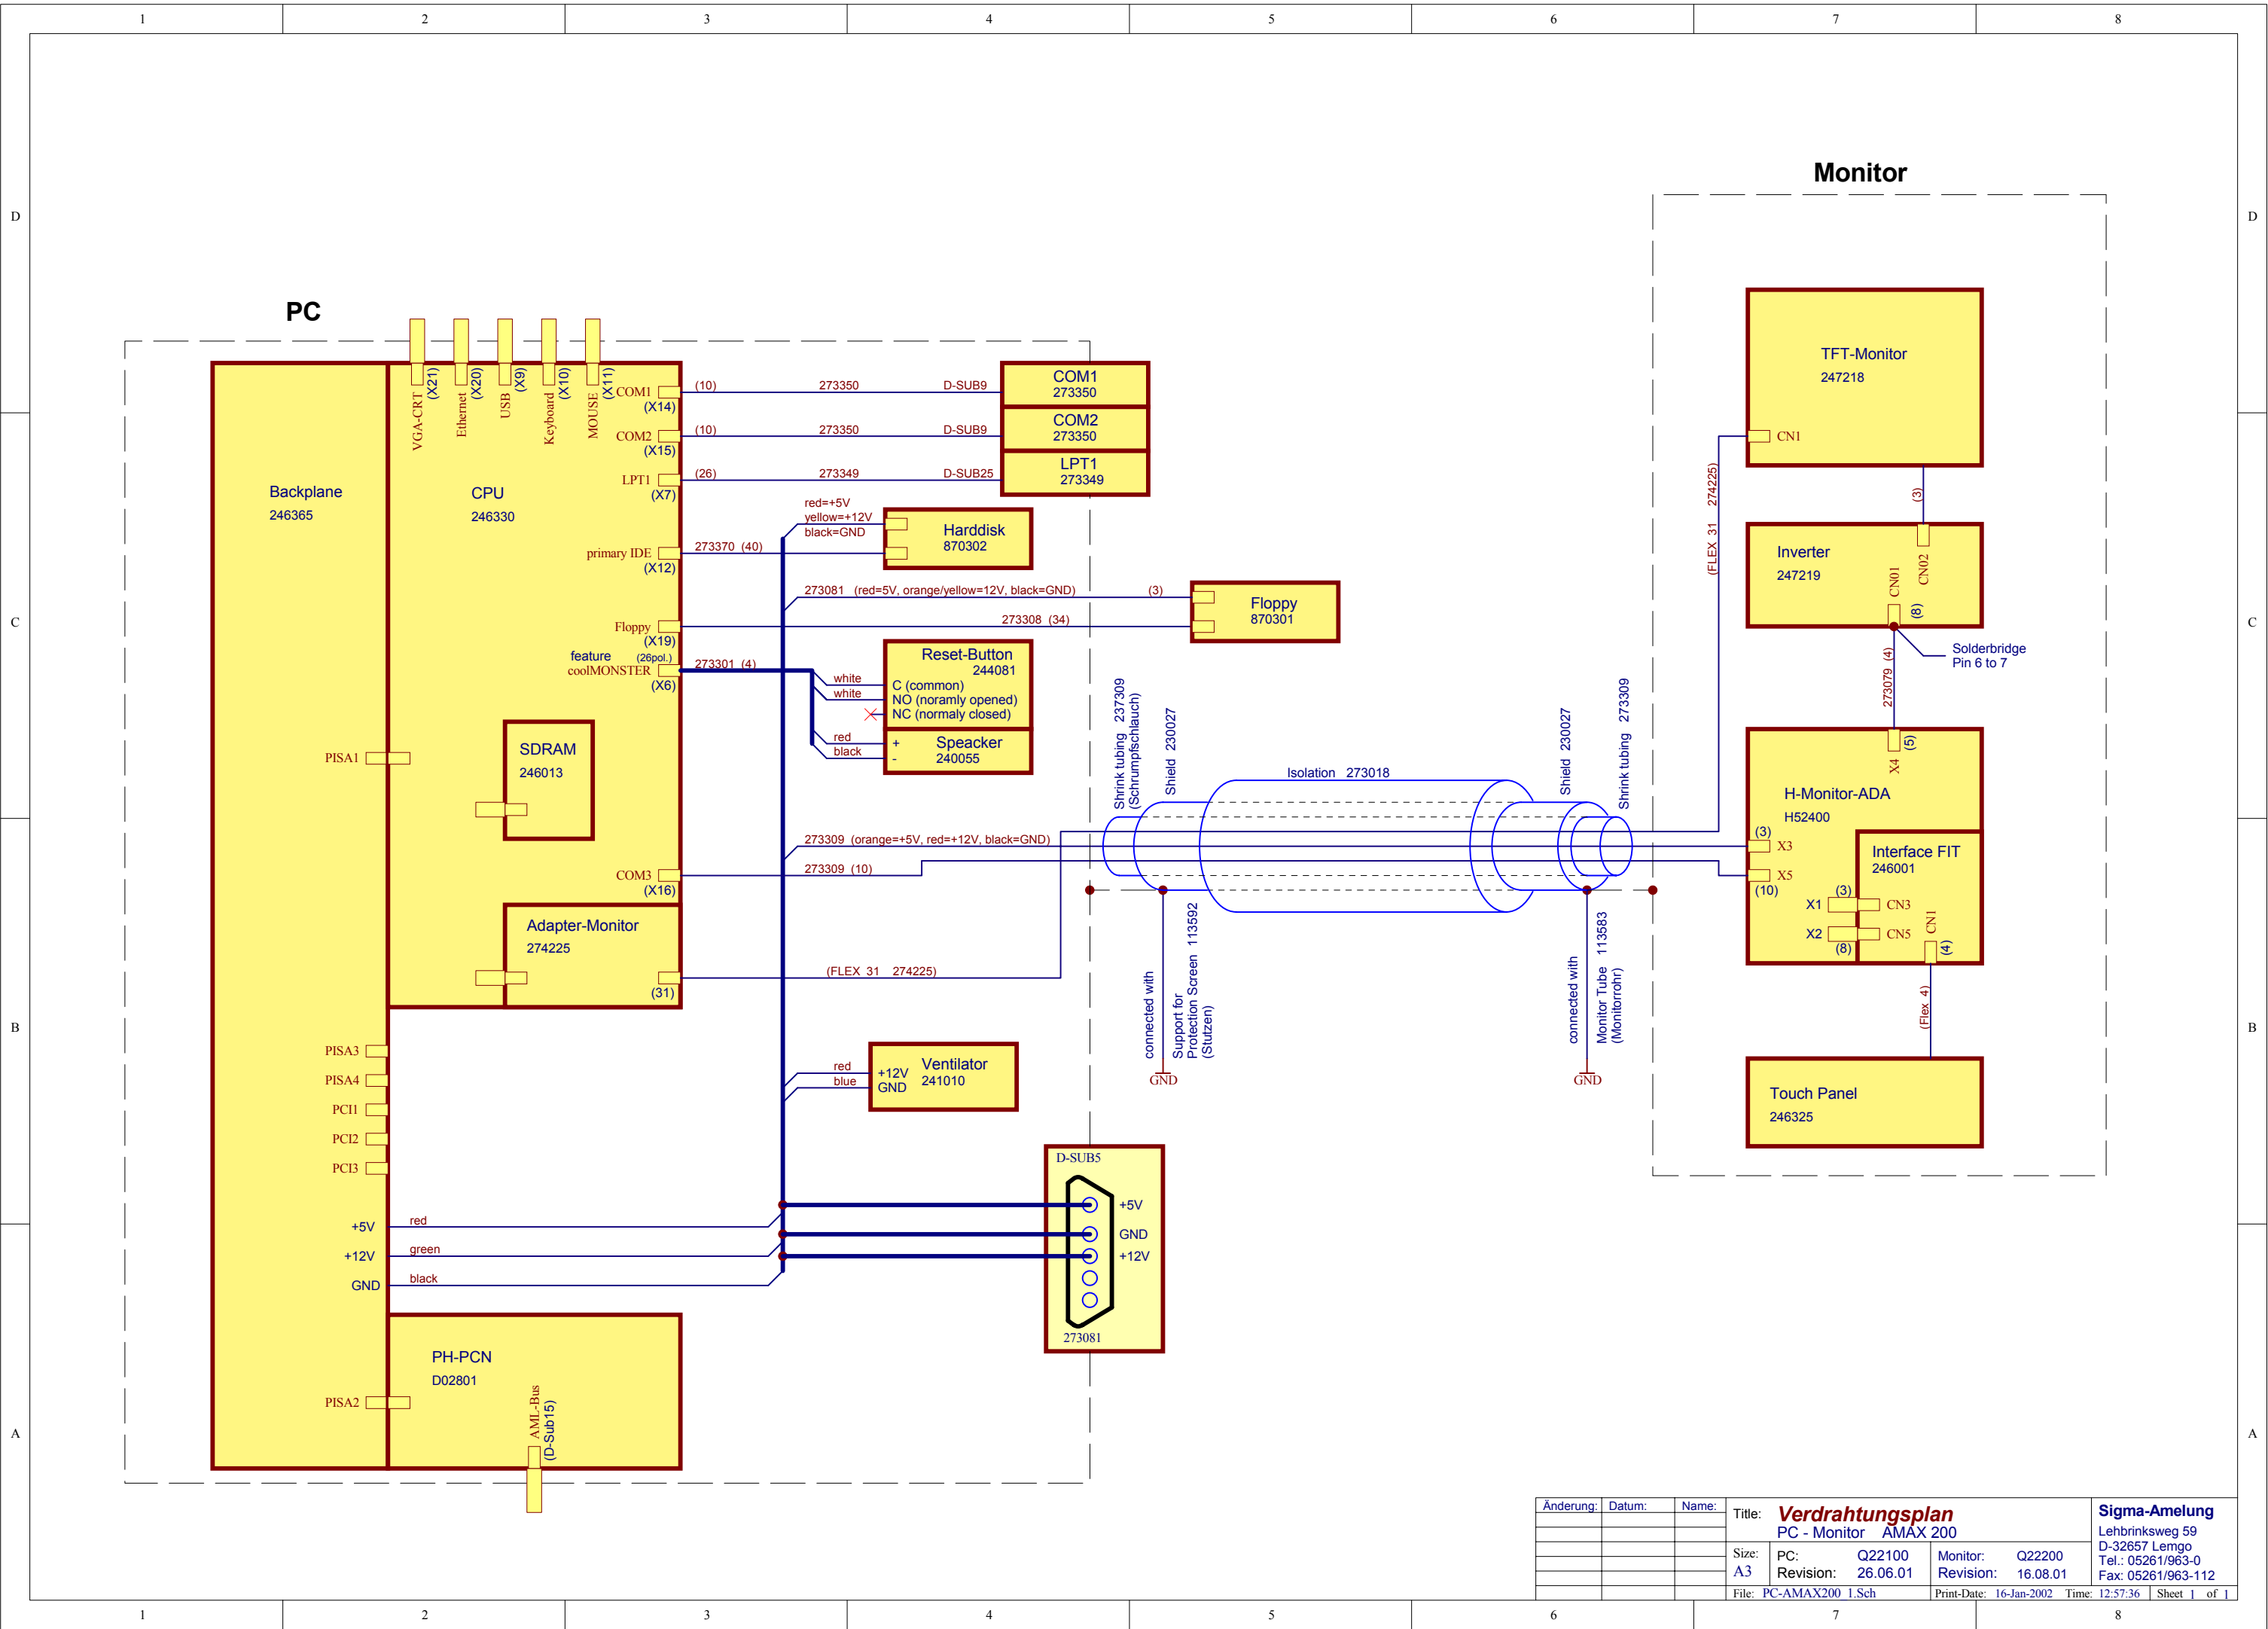 1 2 3 4 5 6 7 8
Monitor
D
D
PC
TFT-Monitor
247218
CN1
VGA-CRT
(X21)
Ethernet
(X20)
USB
(X9)
Keyboard
(X10)
MOUSE
(X11)
COM1
(X14)
(10) 273350 D-SUB9
COM1
273350
COM2
(X15)
(10) 273350 D-SUB9
COM2
273350
LPT1
(X7)
(26) 273349 D-SUB25
LPT1
273349
Backplane
246365
CPU
246330
red=+5V
yellow=+12V
black=GND
Harddisk
870302
primary IDE
(X12)
273370 (40)
(FLEX 31 274225)
(3)
Inverter
247219
CN01
(8)
CN02
273081 (red=5V, orange/yellow=12V, black=GND) (3)
Floppy
870301
C
C
Floppy
(X19)
273308 (34)
feature (26pol.)
coolMONSTER
(X6)
273301 (4)
Reset-Button
244081
white
C (common)
white
NO (noramly opened)
NC (normaly closed)
red
+
black
-
Speacker
240055
Solderbridge
Pin 6 to 7
273079 (4)
Shrink tubing 237309
(Schrumpfschlauch)
Shield 230027
Isolation 273018
Shield 230027
Shrink tubing 273309
PISA1
SDRAM
246013
X4
(5)
H-Monitor-ADA
H52400
273309 (orange=+5V, red=+12V, black=GND)
(3)
X3
X5
(10)
Interface FIT
246001
COM3
(X16)
273309 (10)
X1
(3)
CN3
X2
(8)
CN5
CN1
(4)
Adapter-Monitor
274225
(31)
(FLEX 31 274225)
connected with
Support for
Protection Screen 113592
(Stutzen)
GND
connected with
Monitor Tube 113583
(Monitorrohr)
GND
(Flex 4)
B
B
PISA3
PISA4
PCI1
PCI2
PCI3
red
+12V
blue
GND
Ventilator
241010
Touch Panel
246325
D-SUB5
+5V
GND
+12V
273081
+5V
red
+12V
green
GND
black
PH-PCN
D02801
PISA2
AML-Bus
(D-Sub15)
A
A
Änderung: Datum: Name:
Title: Verdrahtungsplan
PC - Monitor AMAX 200
Size:
A3
PC: Q22100
Revision: 26.06.01
Monitor: Q22200
Revision: 16.08.01
Sigma-Amelung
Lehbrinksweg 59
D-32657 Lemgo
Tel.: 05261/963-0
Fax: 05261/963-112
File: PC-AMAX200_1.Sch Print-Date: 16-Jan-2002 Time: 12:57:36 Sheet 1 of 1
1 2 3 4 5 6 7 8